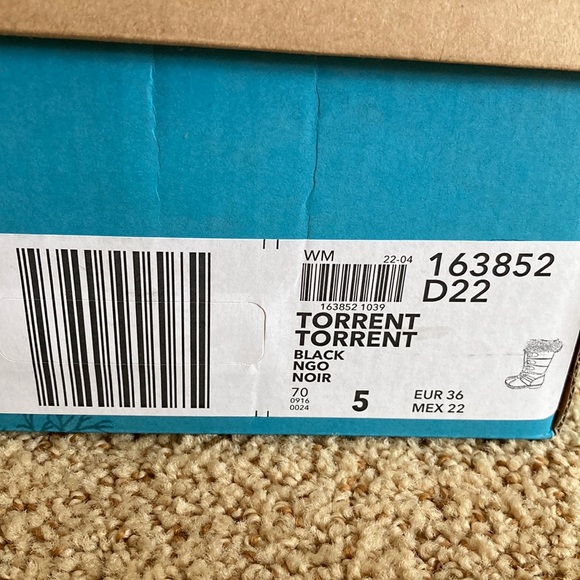 WM 22-04
163852 1039
163852
D22
TORRENT
TORRENT
BLACK
NGO
NOIR
70
0916
0024
5
EUR 36
MEX 22